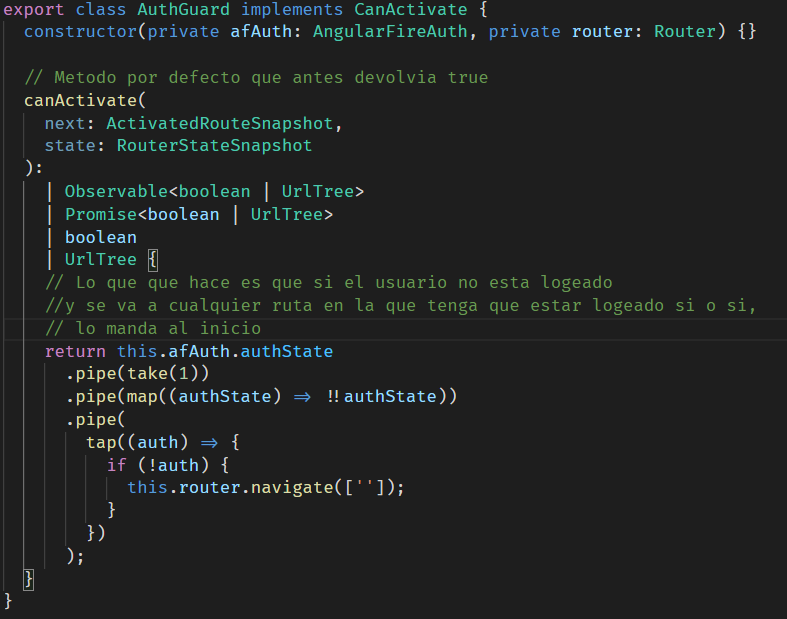 export class AuthGuard implements CanActivate {
  constructor(private afAuth: AngularFireAuth, private router: Router) {}

  // Metodo por defecto que antes devolvia true
  canActivate(
    next: ActivatedRouteSnapshot,
    state: RouterStateSnapshot
  ):
    | Observable<boolean | UrlTree>
    | Promise<boolean | UrlTree>
    | boolean
    | UrlTree {
    // Lo que que hace es que si el usuario no esta logeado
    //y se va a cualquier ruta en la que tenga que estar logeado si o si,
    // lo manda al inicio
    return this.afAuth.authState
      .pipe(take(1))
      .pipe(map((authState) => !!authState))
      .pipe(
        tap((auth) => {
          if (!auth) {
            this.router.navigate(['']);
          }
        })
      );
  }
}